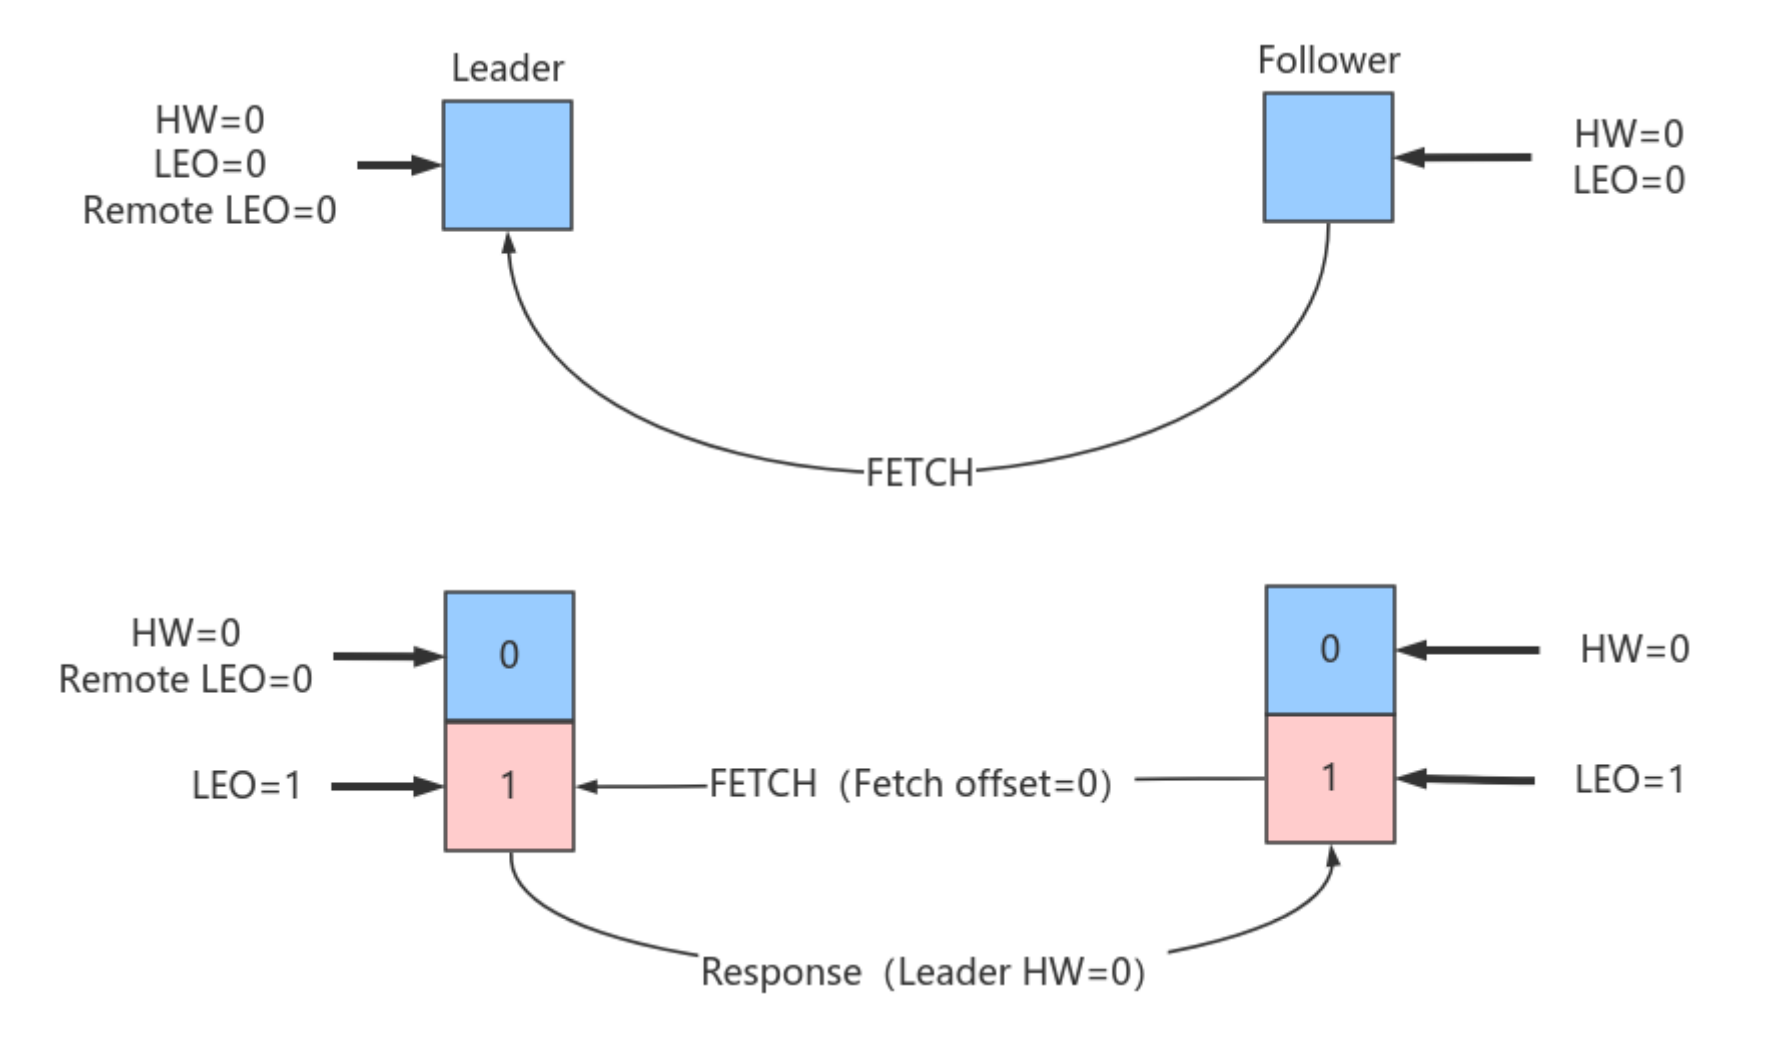 Leader
Follower
HW=0
LEO=0
Remote LEO=0
HW=0
LEO=0
FETCH
HW=0
Remote LEO=0
0
0
HW=0
LEO=1
1
FETCH（Fetch offset=0）
1
LEO=1
Response（Leader HW=0）